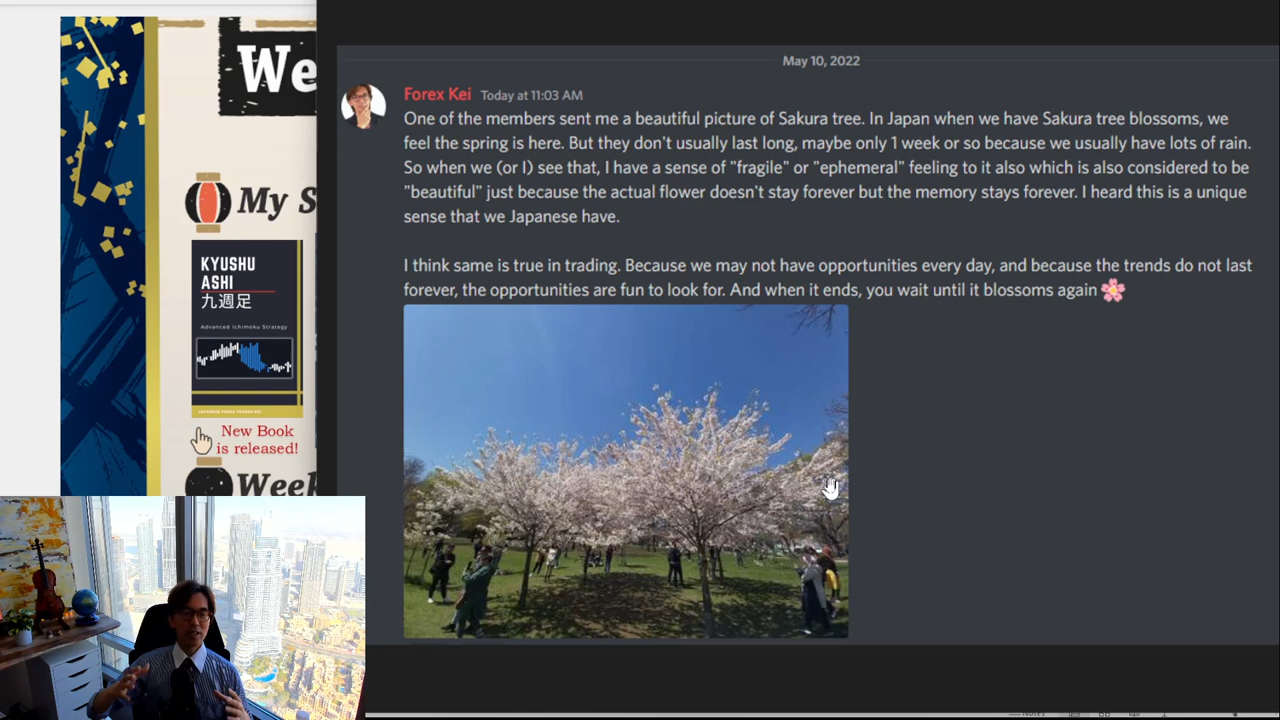 We
My S
KYUSHU
ASHI
九週足
Advanced Ichimoku Strategy
JAPANESE FOREX TRADER KEI
New Book
is released!
Week
May 10, 2022
Forex Kei Today at 11:03 AM
One of the members sent me a beautiful picture of Sakura tree. In Japan when we have Sakura tree blossoms, we
feel the spring is here. But they don't usually last long, maybe only 1 week or so because we usually have lots of rain.
So when we (or I) see that, I have a sense of "fragile" or "ephemeral" feeling to it also which is also considered to be
"beautiful" just because the actual flower doesn't stay forever but the memory stays forever. I heard this is a unique
sense that we Japanese have.
I think same is true in trading. Because we may not have opportunities every day, and because the trends do not last
forever, the opportunities are fun to look for. And when it ends, you wait until it blossoms again
Notes